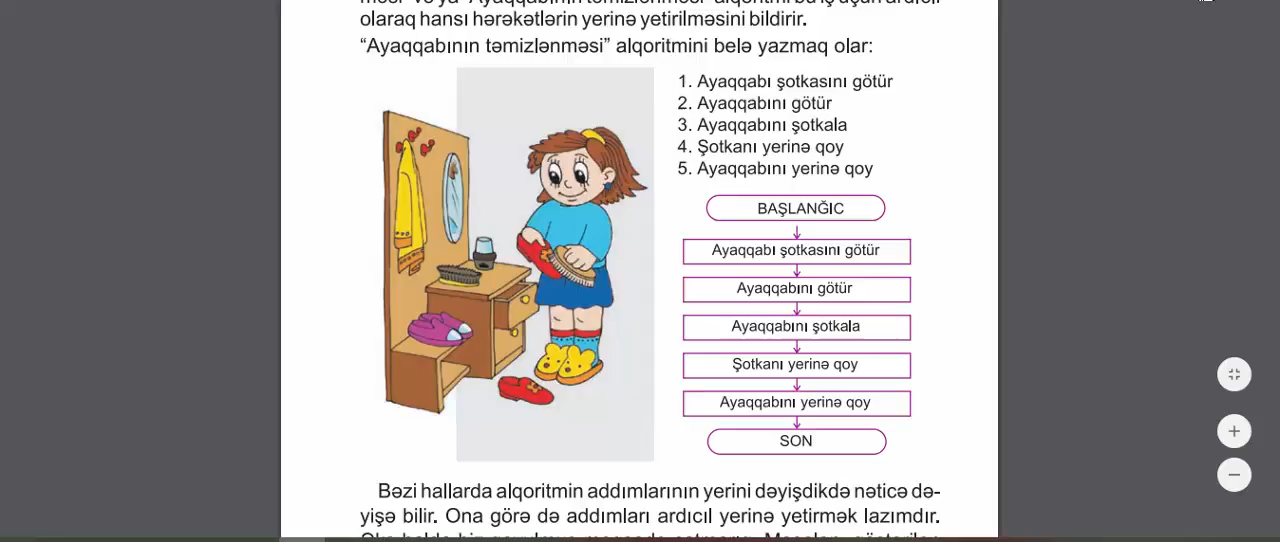 olaraq hansı hərəkətlərin yerinə yetirilməsini bildirir.
“Ayaqqabının təmizlənməsi” alqoritmini belə yazmaq olar:
1. Ayaqqabı şotkasını götür
2. Ayaqqabını götür
3. Ayaqqabını şotkala
4. Şotkanı yerinə qoy
5. Ayaqqabını yerinə qoy
BAŞLANĞIC
Ayaqqabı şotkasını götür
Ayaqqabını götür
Ayaqqabını şotkala
Şotkanı yerinə qoy
Ayaqqabını yerinə qoy
SON
Bəzi hallarda alqoritmin addımlarının yerini dəyişdikdə nəticə də-
yişə bilir. Ona görə də addımları ardıcıl yerinə yetirmək lazımdır.